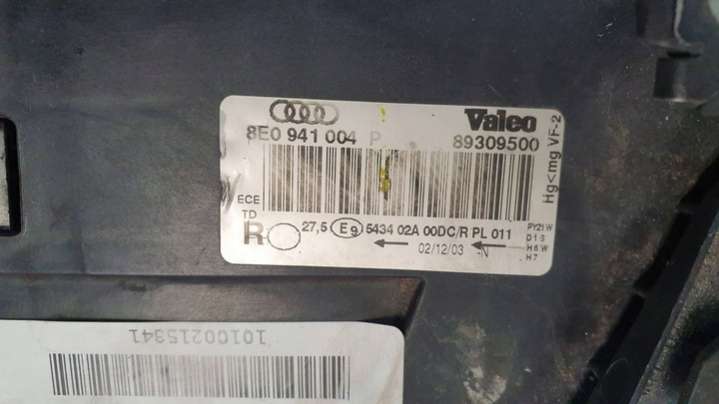 8E0 941 004 P
Valeo
89309500
Hg<mg VF-2
ECE
TD
R
27,5 E9 5434 02A 00DC/R PL 011
02/12/03 -N
PY21W
D1S
H6W
H7
10100215341